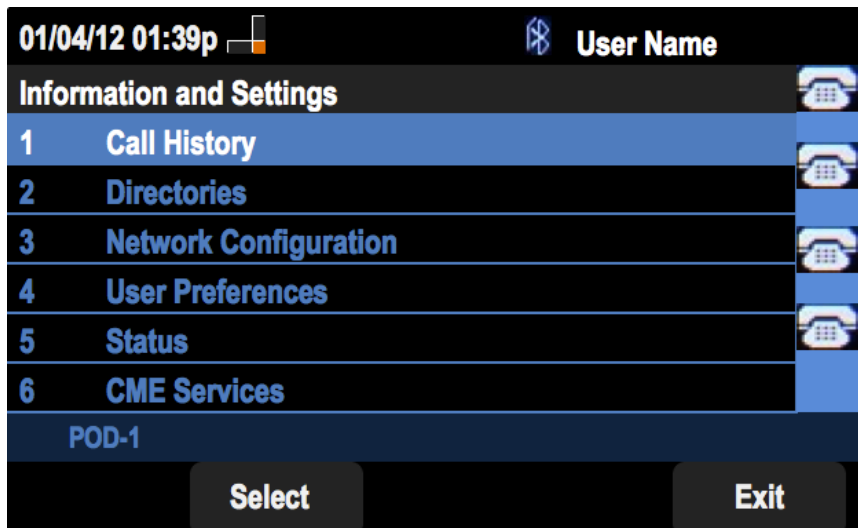 01/04/12 01:39p User Name
Information and Settings
1 Call History
2 Directories
3 Network Configuration
4 User Preferences
5 Status
6 CME Services
POD-1
Select Exit